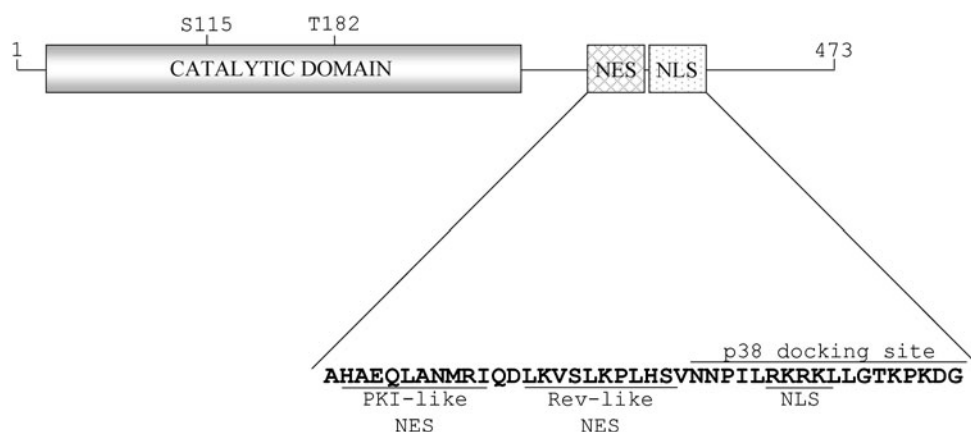 S115 T182
1 473
CATALYTIC DOMAIN NES NLS
p38 docking site
AHAEQLANMRIQDLKVSLKPLHSVNNPILRKRKLLGTKPKDG
PKI-like Rev-like NLS
NES NES